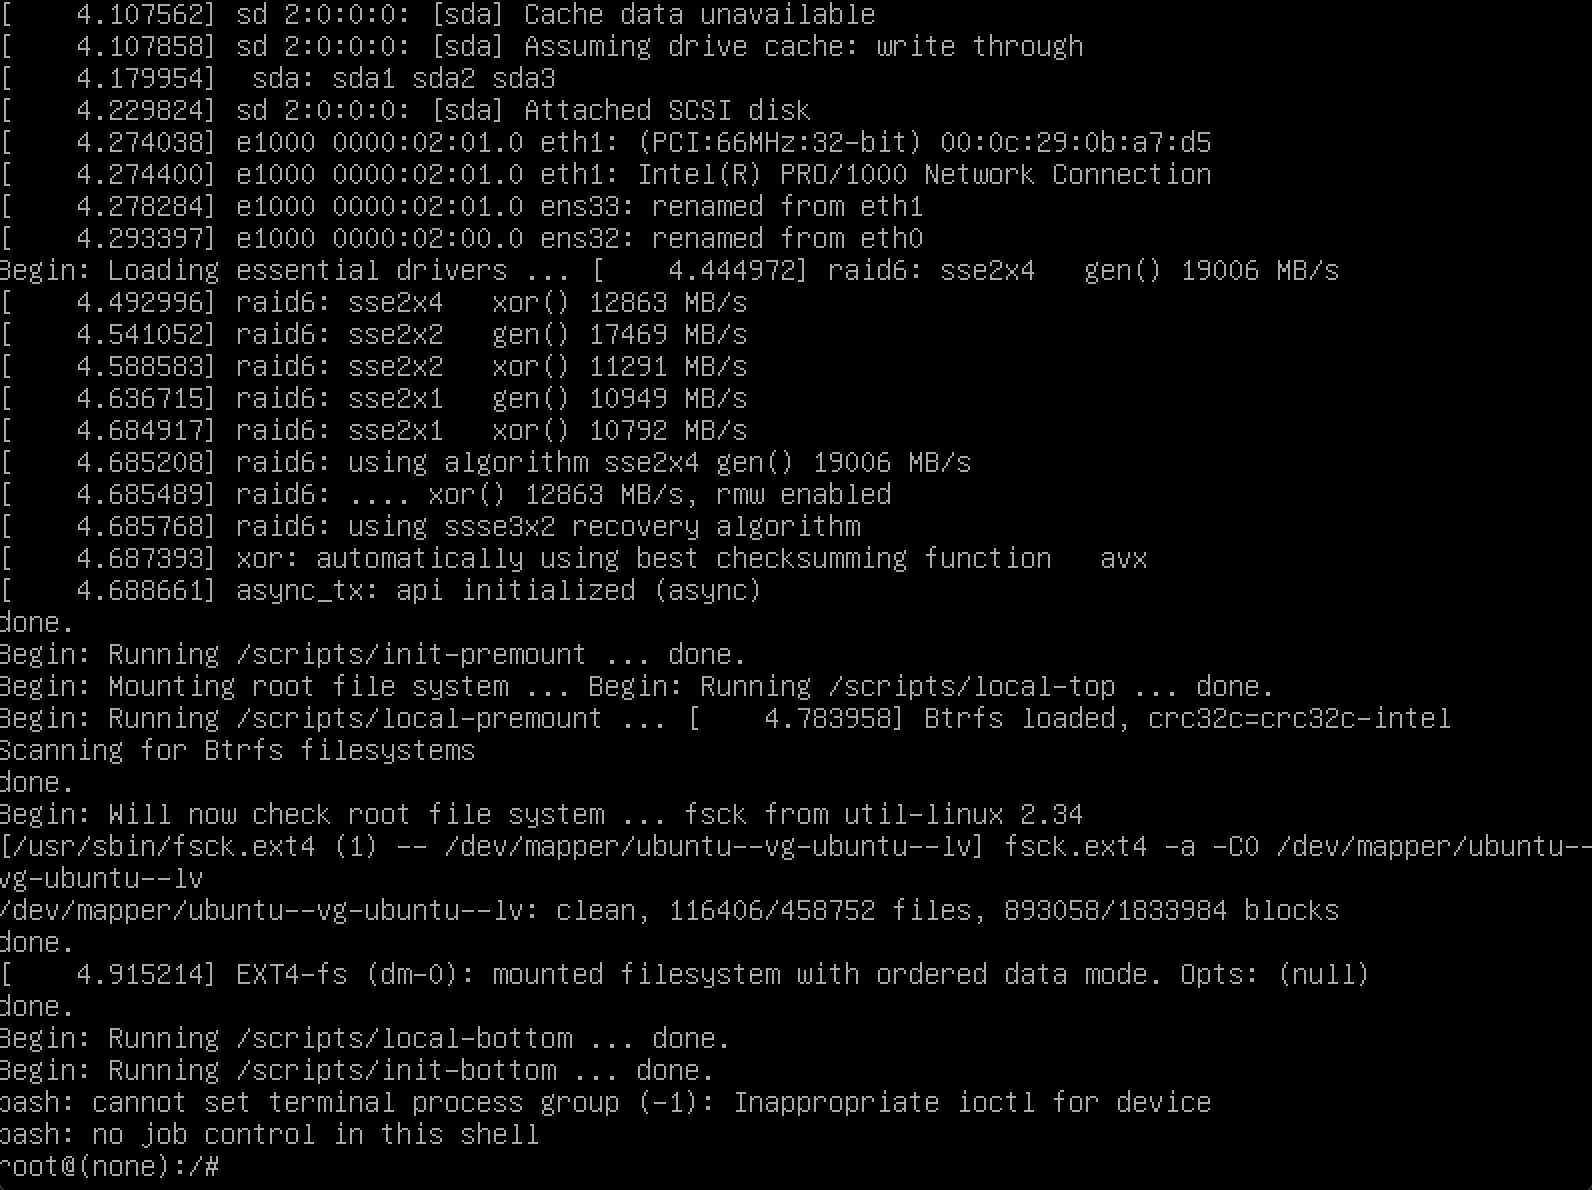 [    4.107562] sd 2:0:0:0: [sda] Cache data unavailable
[    4.107858] sd 2:0:0:0: [sda] Assuming drive cache: write through
[    4.179954]  sda: sda1 sda2 sda3
[    4.229824] sd 2:0:0:0: [sda] Attached SCSI disk
[    4.274038] e1000 0000:02:01.0 eth1: (PCI:66MHz:32-bit) 00:0c:29:0b:a7:d5
[    4.274400] e1000 0000:02:01.0 eth1: Intel(R) PRO/1000 Network Connection
[    4.278284] e1000 0000:02:01.0 ens33: renamed from eth1
[    4.293397] e1000 0000:02:00.0 ens32: renamed from eth0
Begin: Loading essential drivers ... [    4.444972] raid6: sse2x4   gen() 19006 MB/s
[    4.492996] raid6: sse2x4   xor() 12863 MB/s
[    4.541052] raid6: sse2x2   gen() 17469 MB/s
[    4.588583] raid6: sse2x2   xor() 11291 MB/s
[    4.636715] raid6: sse2x1   gen() 10949 MB/s
[    4.684917] raid6: sse2x1   xor() 10792 MB/s
[    4.685208] raid6: using algorithm sse2x4 gen() 19006 MB/s
[    4.685489] raid6: .... xor() 12863 MB/s, rmw enabled
[    4.685768] raid6: using ssse3x2 recovery algorithm
[    4.687393] xor: automatically using best checksumming function   avx
[    4.688661] async_tx: api initialized (async)
done.
Begin: Running /scripts/init-premount ... done.
Begin: Mounting root file system ... Begin: Running /scripts/local-top ... done.
Begin: Running /scripts/local-premount ... [    4.783958] Btrfs loaded, crc32c=crc32c-intel
Scanning for Btrfs filesystems
done.
Begin: Will now check root file system ... fsck from util-linux 2.34
[/usr/sbin/fsck.ext4 (1) -- /dev/mapper/ubuntu--vg-ubuntu--lv] fsck.ext4 -a -C0 /dev/mapper/ubuntu--
vg-ubuntu--lv
/dev/mapper/ubuntu--vg-ubuntu--lv: clean, 116406/458752 files, 893058/1833984 blocks
done.
[    4.915214] EXT4-fs (dm-0): mounted filesystem with ordered data mode. Opts: (null)
done.
Begin: Running /scripts/local-bottom ... done.
Begin: Running /scripts/init-bottom ... done.
bash: cannot set terminal process group (-1): Inappropriate ioctl for device
bash: no job control in this shell
root@(none):/#